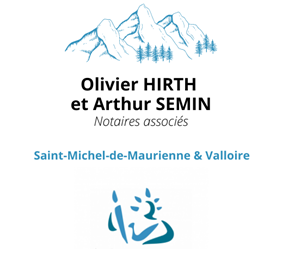 Olivier HIRTH
et Arthur SEMIN
Notaires associés
Saint-Michel-de-Maurienne & Valloire